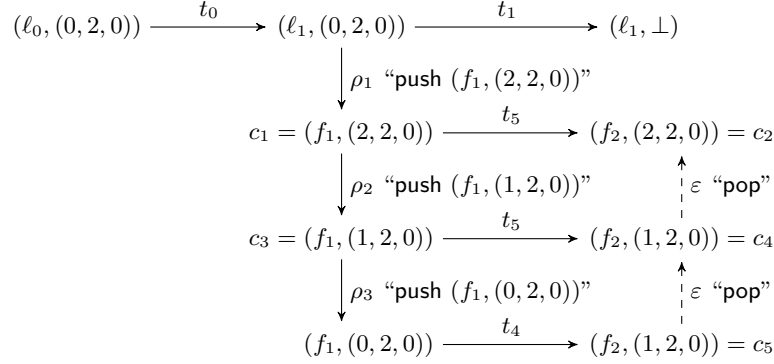 t₀ t₁
(ℓ₀, (0, 2, 0)) (ℓ₁, (0, 2, 0)) (ℓ₁, ⊥)
ρ₁ “push (f₁, (2, 2, 0))”
t₅
c₁ = (f₁, (2, 2, 0)) (f₂, (2, 2, 0)) = c₂
ρ₂ “push (f₁, (1, 2, 0))” ε “pop”
t₅
c₃ = (f₁, (1, 2, 0)) (f₂, (1, 2, 0)) = c₄
ρ₃ “push (f₁, (0, 2, 0))” ε “pop”
t₄
(f₁, (0, 2, 0)) (f₂, (1, 2, 0)) = c₅